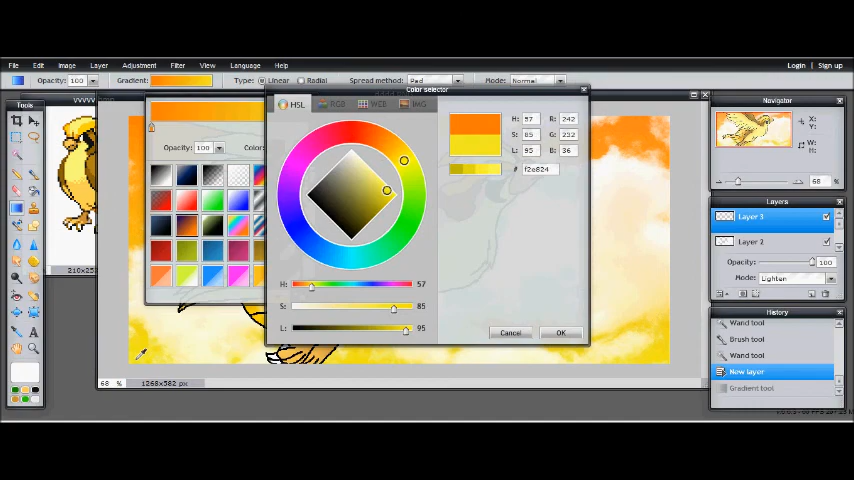 File Edit Image Layer Adjustment Filter View Language Help Login | Sign up
Opacity: 100 Gradient: Type: Linear Radial Spread method: Pad Mode: Normal
Color selector
Tools
HSL RGB WEB IMG
Opacity: 100 Color:
H: 57 R: 242
S: 85 G: 232
L: 95 B: 36
# f2e824
H: 57
S: 85
L: 95
Cancel OK
68 % 1268x582 px
Navigator
X:
Y:
W:
H:
68
Layers
Layer 3
Layer 2
Opacity: 100
Mode: Lighten
History
Wand tool
Brush tool
Wand tool
New layer
Gradient tool